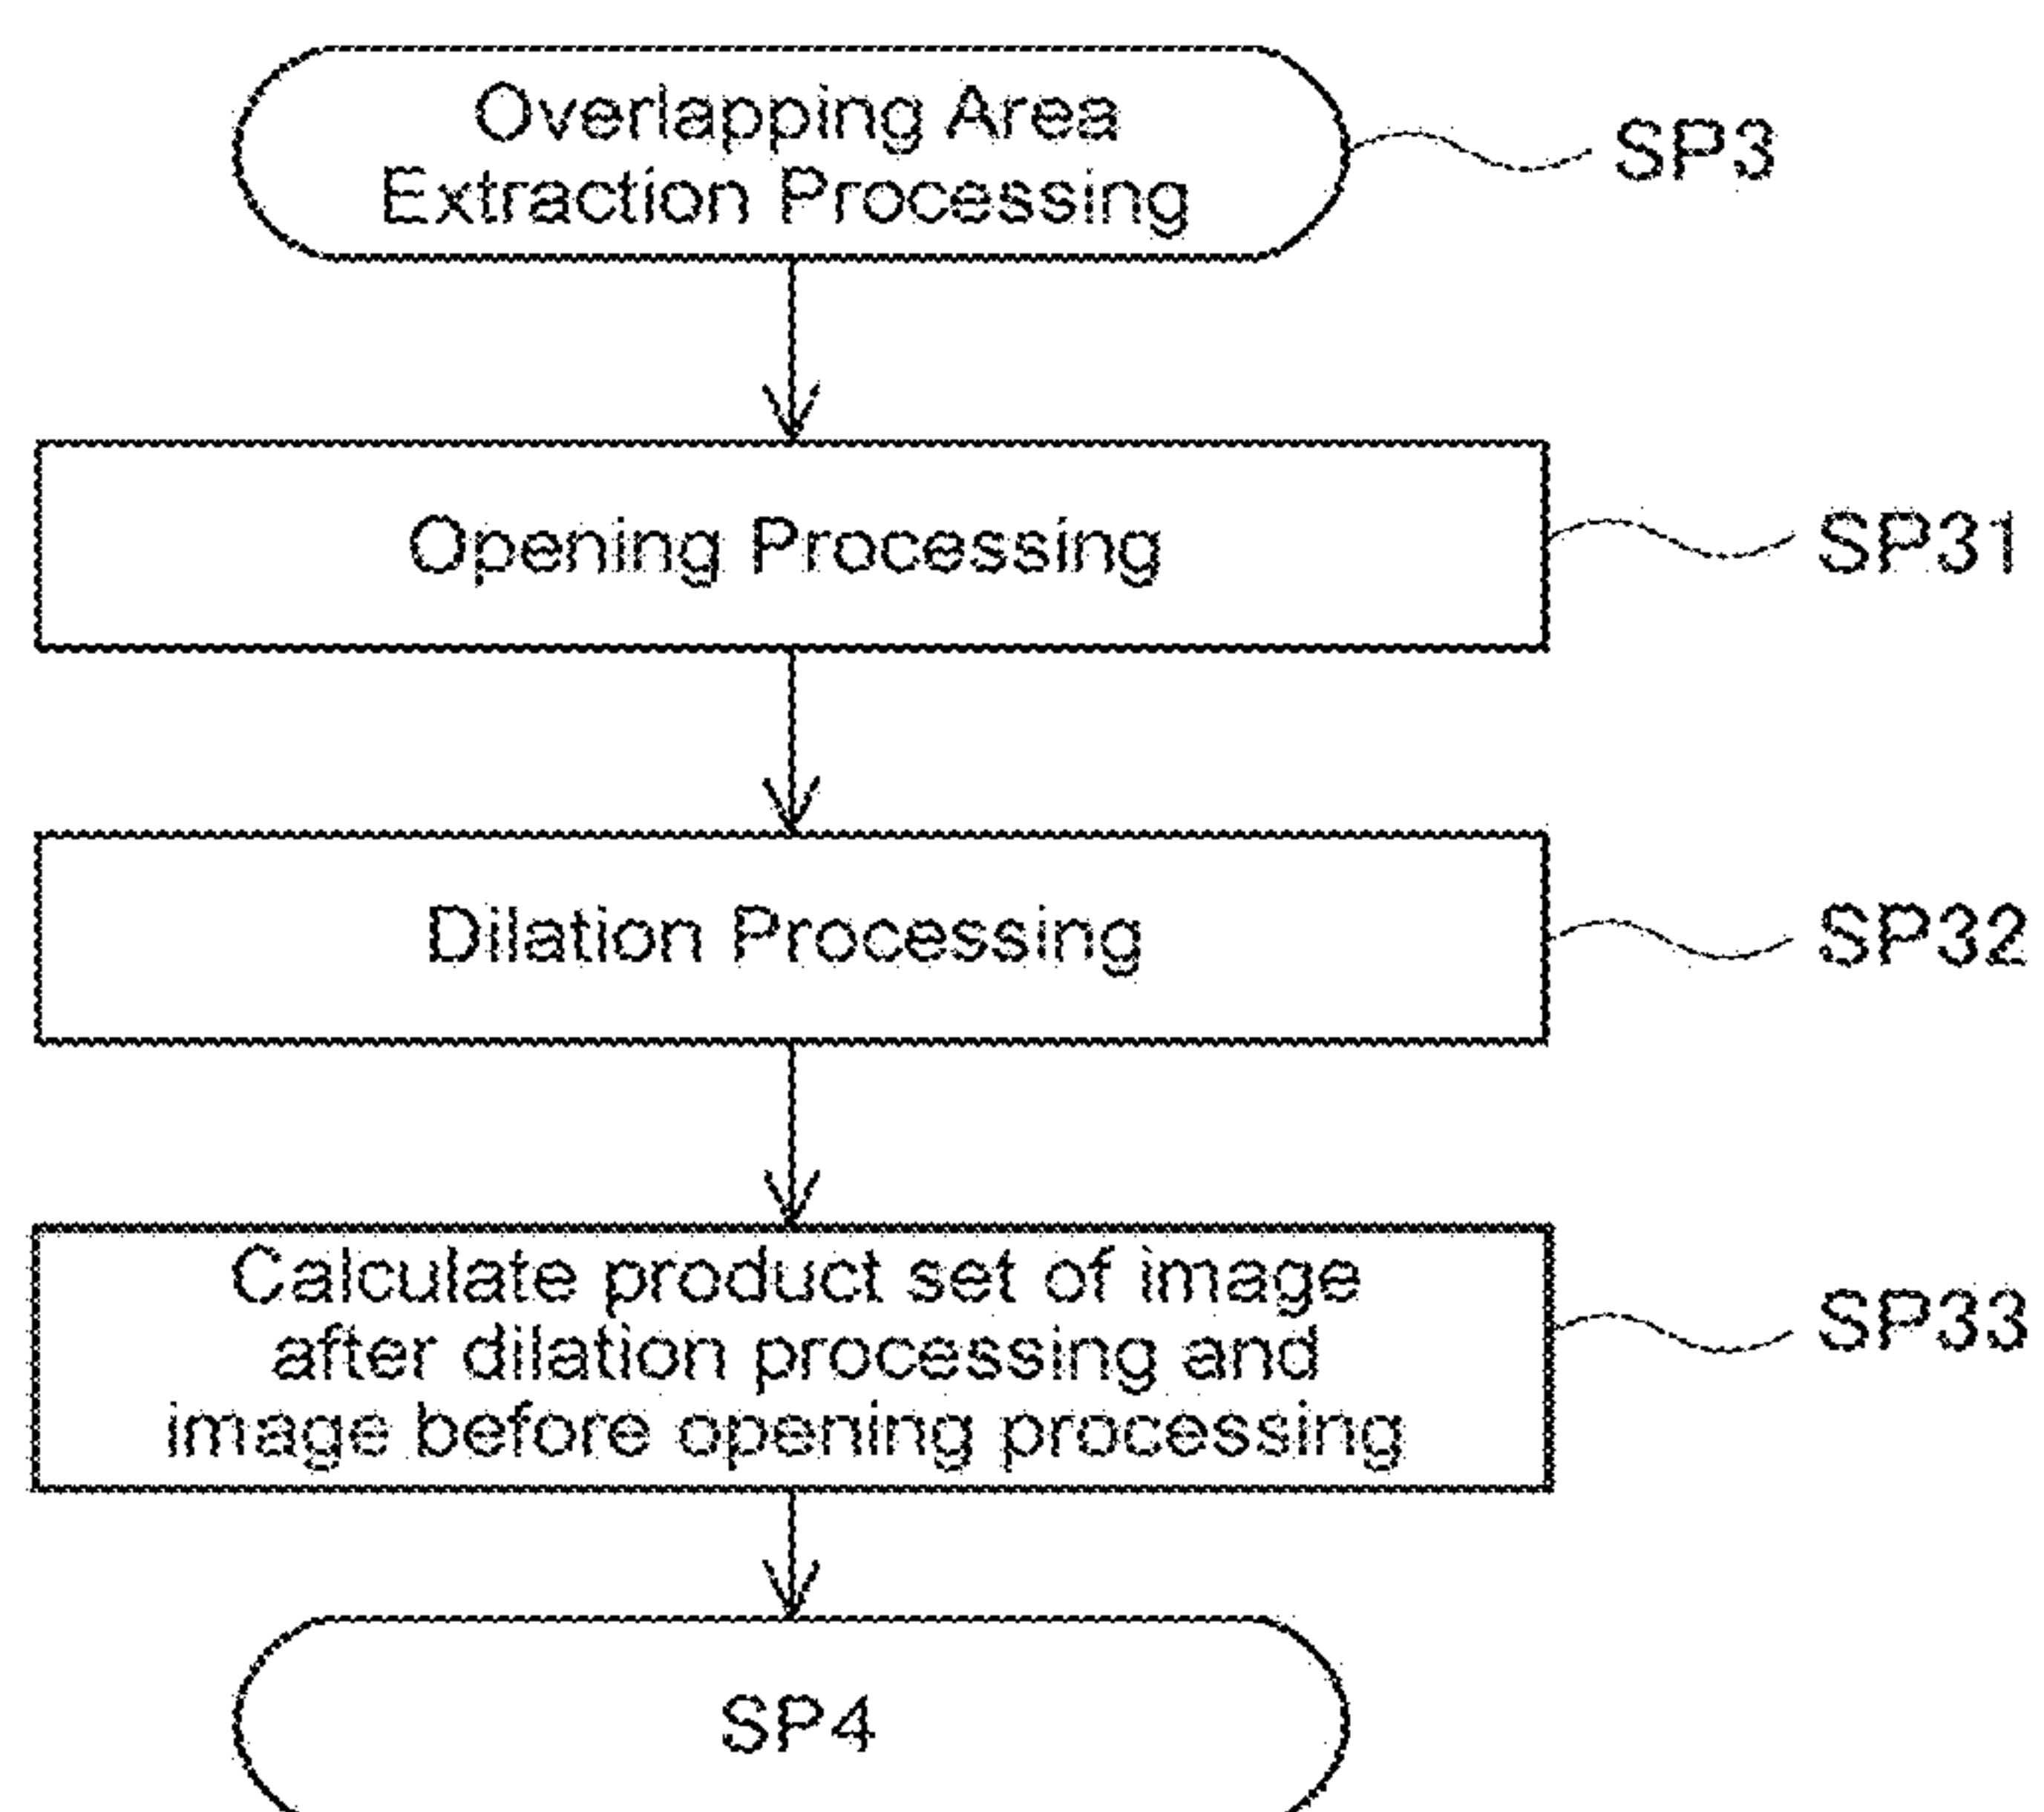 Overlapping Area
Extraction Processing
SP3
Opening Processing
SP31
Dilation Processing
SP32
Calculate product set of image
after dilation processing and
image before opening processing
SP33
SP4